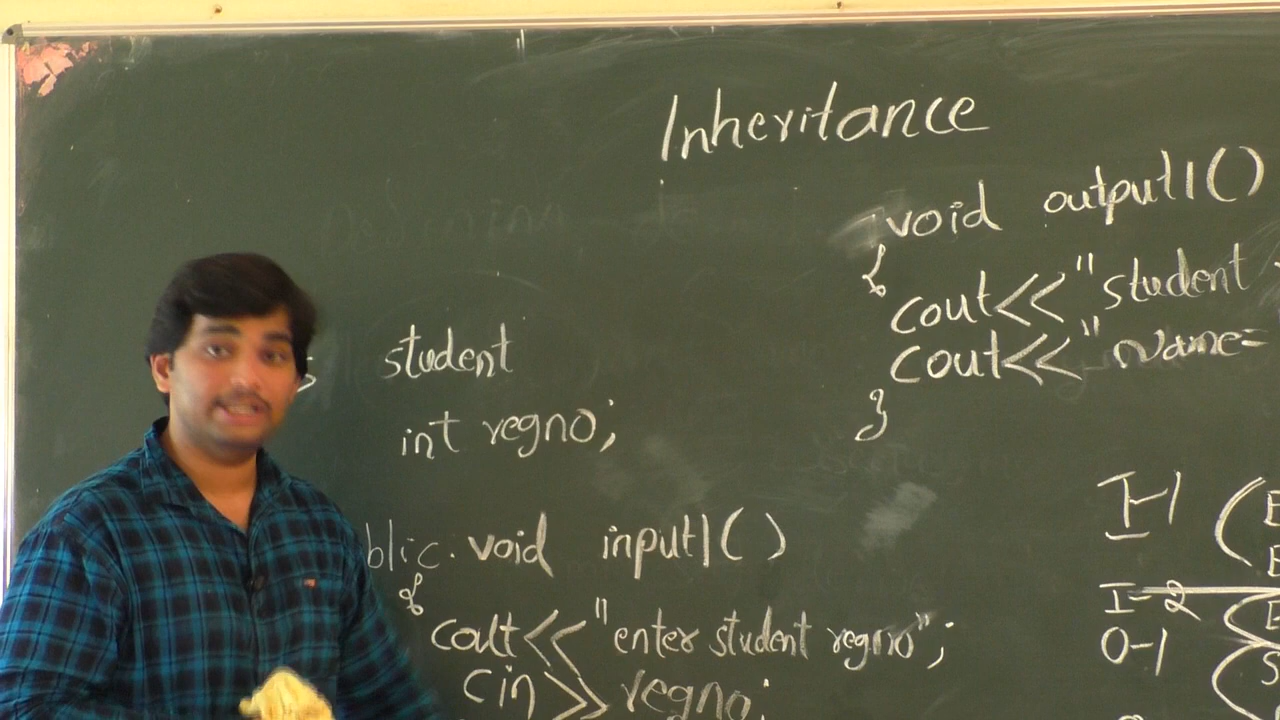 Inheritance
student
int regno;
blic. void input1()
{
cout<<"enter student regno";
cin>>regno;
void output1()
{
cout<<"student
cout<<"name=
}
I-1 (E
E
I-2 (E
O-1 (S